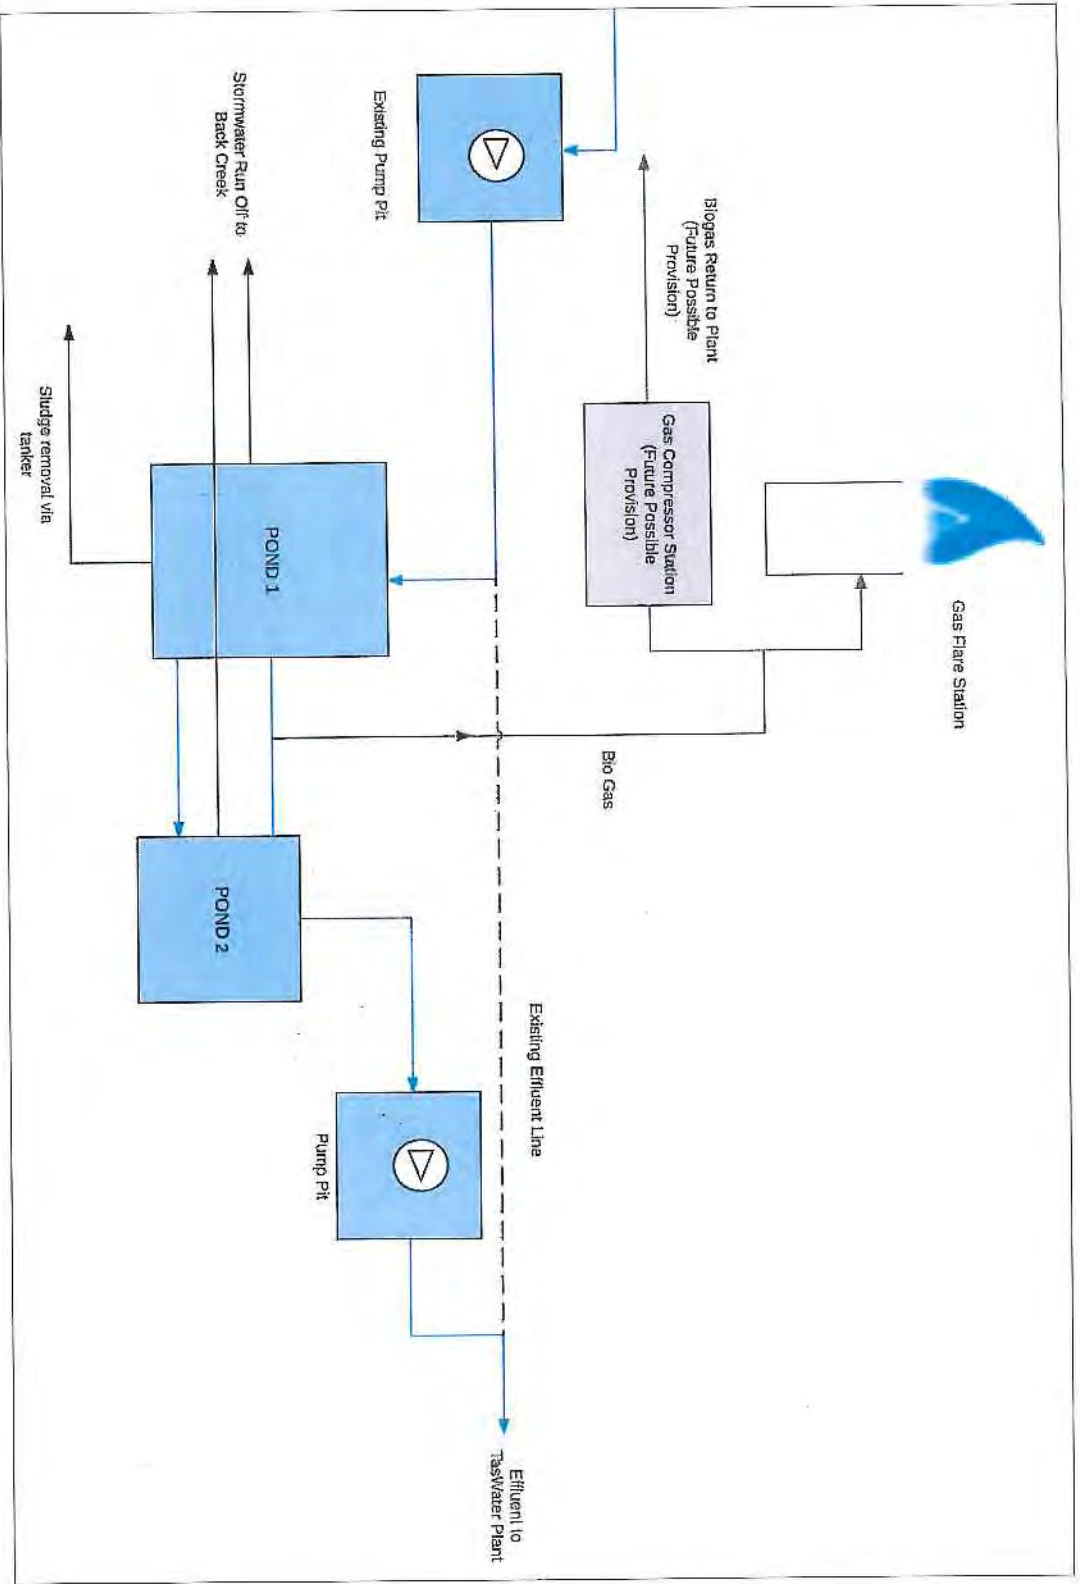 Gas Flare Station
Biogas Return to Plant
(Future Possible
Provision)
Gas Compressor Station
(Future Possible
Provision)
Bio Gas
Existing Effluent Line
Effluent to
TasWater Plant
Existing Pump Pit
Pump Pit
Stormwater Run Off to
Back Creek
POND 1
POND 2
Sludge removal via
tanker